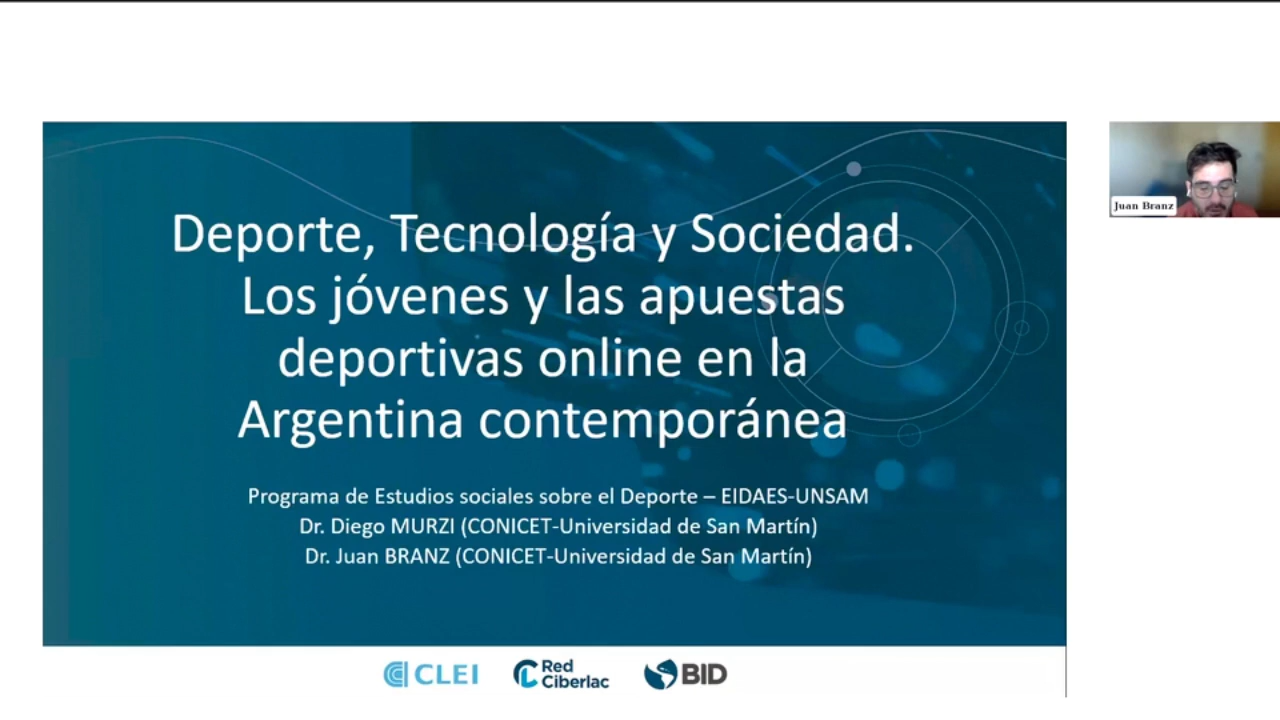 Deporte, Tecnología y Sociedad.
Los jóvenes y las apuestas
deportivas online en la
Argentina contemporánea
Programa de Estudios sociales sobre el Deporte – EIDAES-UNSAM
Dr. Diego MURZI (CONICET-Universidad de San Martín)
Dr. Juan BRANZ (CONICET-Universidad de San Martín)
Juan Branz
CLEI
Red
Ciberlac
BID